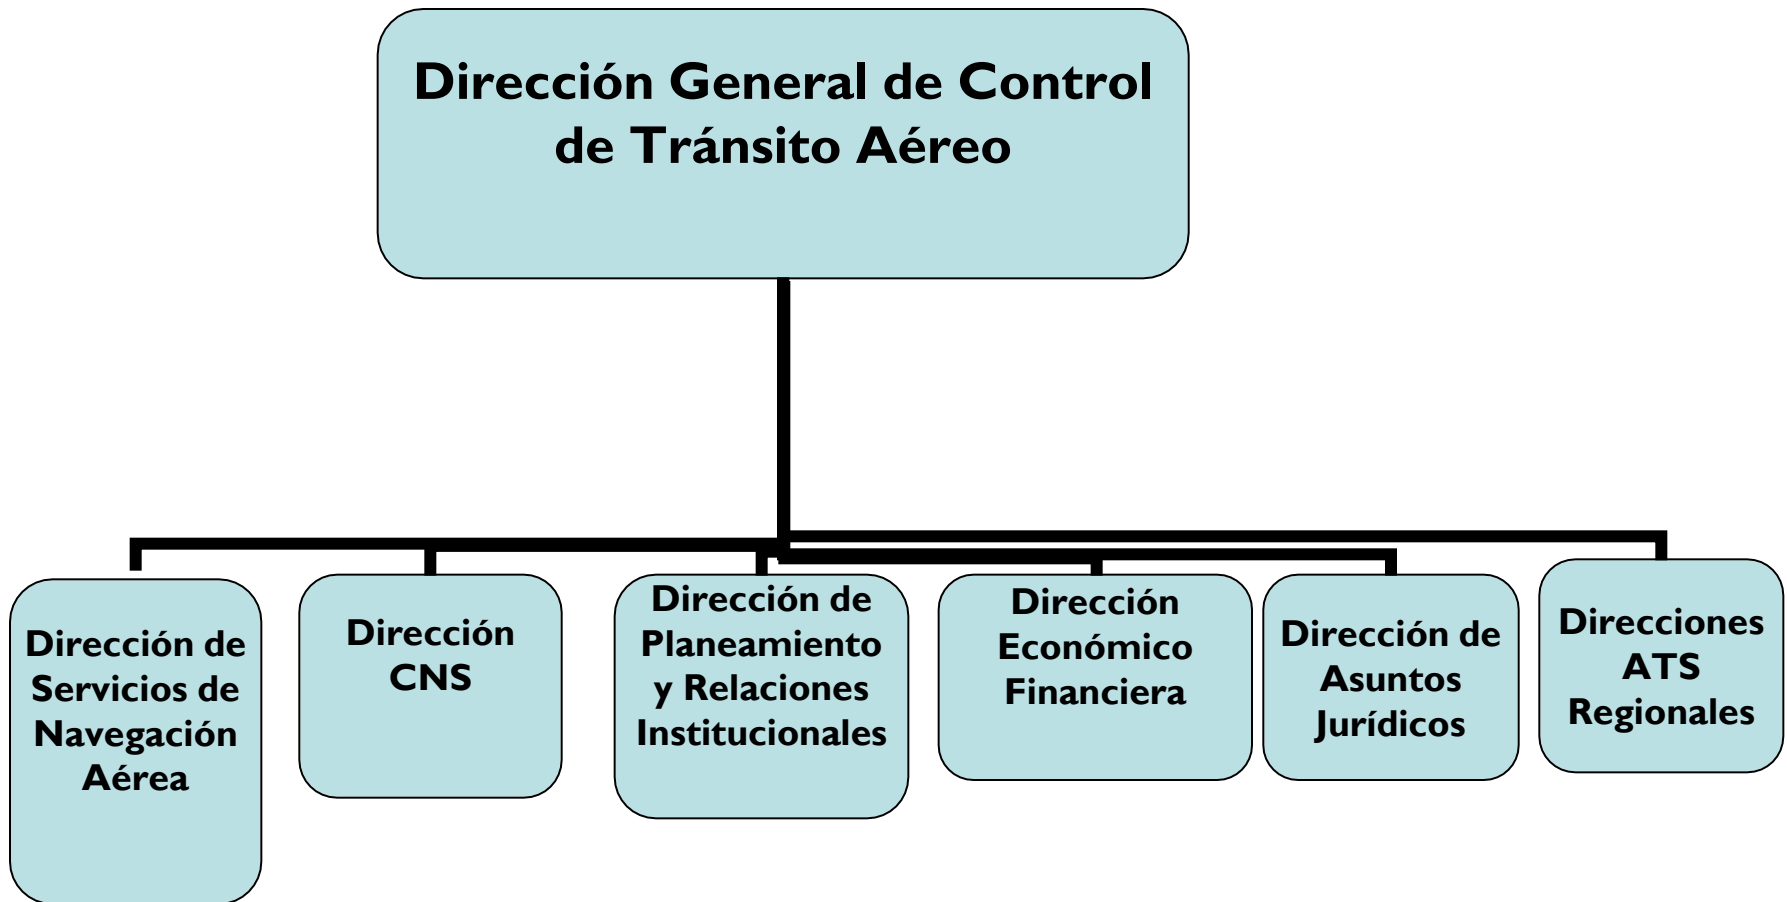 Dirección General de Control
de Tránsito Aéreo
Dirección de
Servicios de
Navegación
Aérea
Dirección
CNS
Dirección de
Planeamiento
y Relaciones
Institucionales
Dirección
Económico
Financiera
Dirección de
Asuntos
Jurídicos
Direcciones
ATS
Regionales